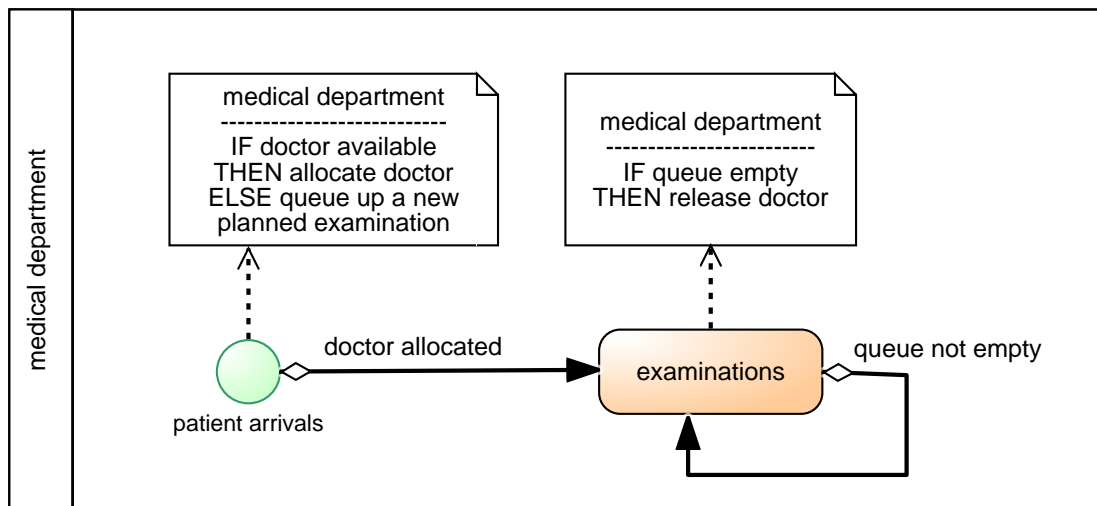 medical department
medical department
---------------------------
IF doctor available
THEN allocate doctor
ELSE queue up a new
planned examination
medical department
-------------------------
IF queue empty
THEN release doctor
doctor allocated
queue not empty
examinations
patient arrivals